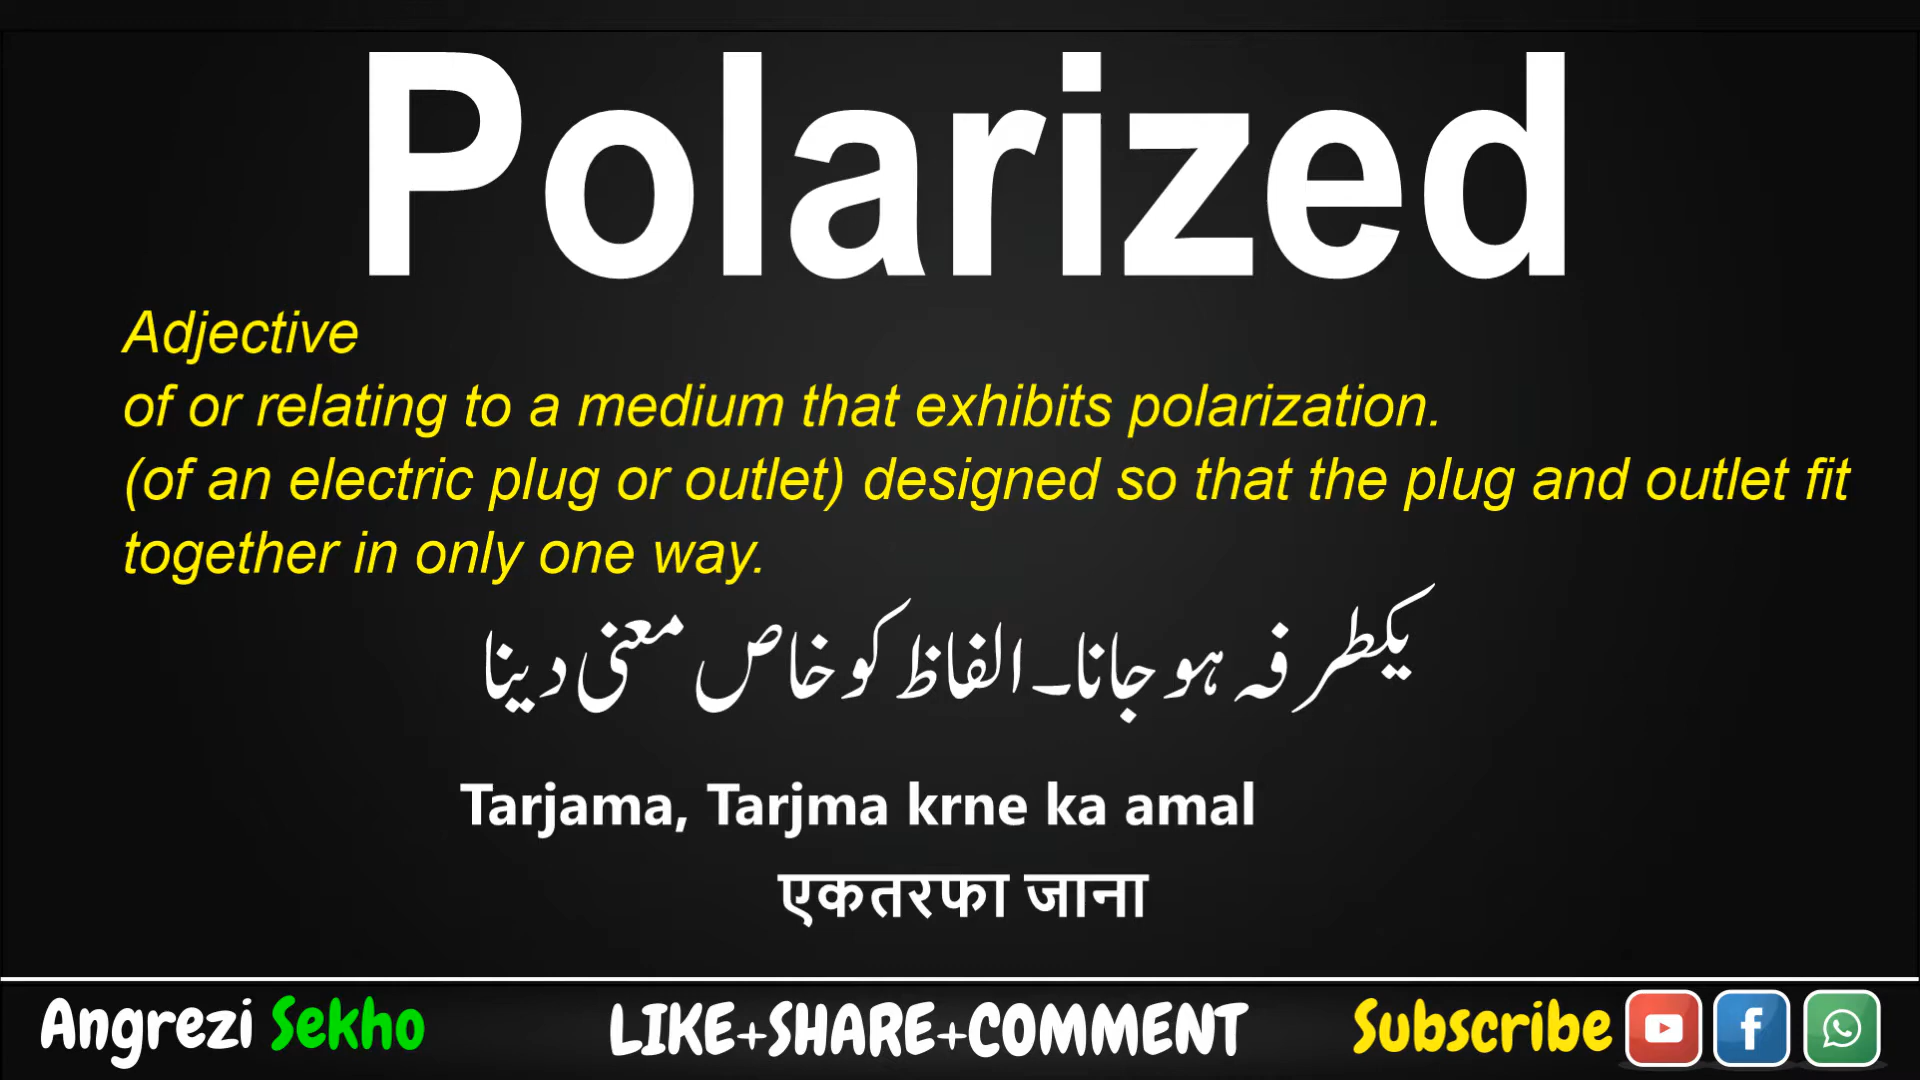 Polarized
Adjective
of or relating to a medium that exhibits polarization.
(of an electric plug or outlet) designed so that the plug and outlet fit
together in only one way.
یکطرفہ ہو جانا۔ الفاظ کو خاص معنی دینا
Tarjama, Tarjma krne ka amal
एकतरफा जाना
Angrezi Sekho LIKE+SHARE+COMMENT Subscribe